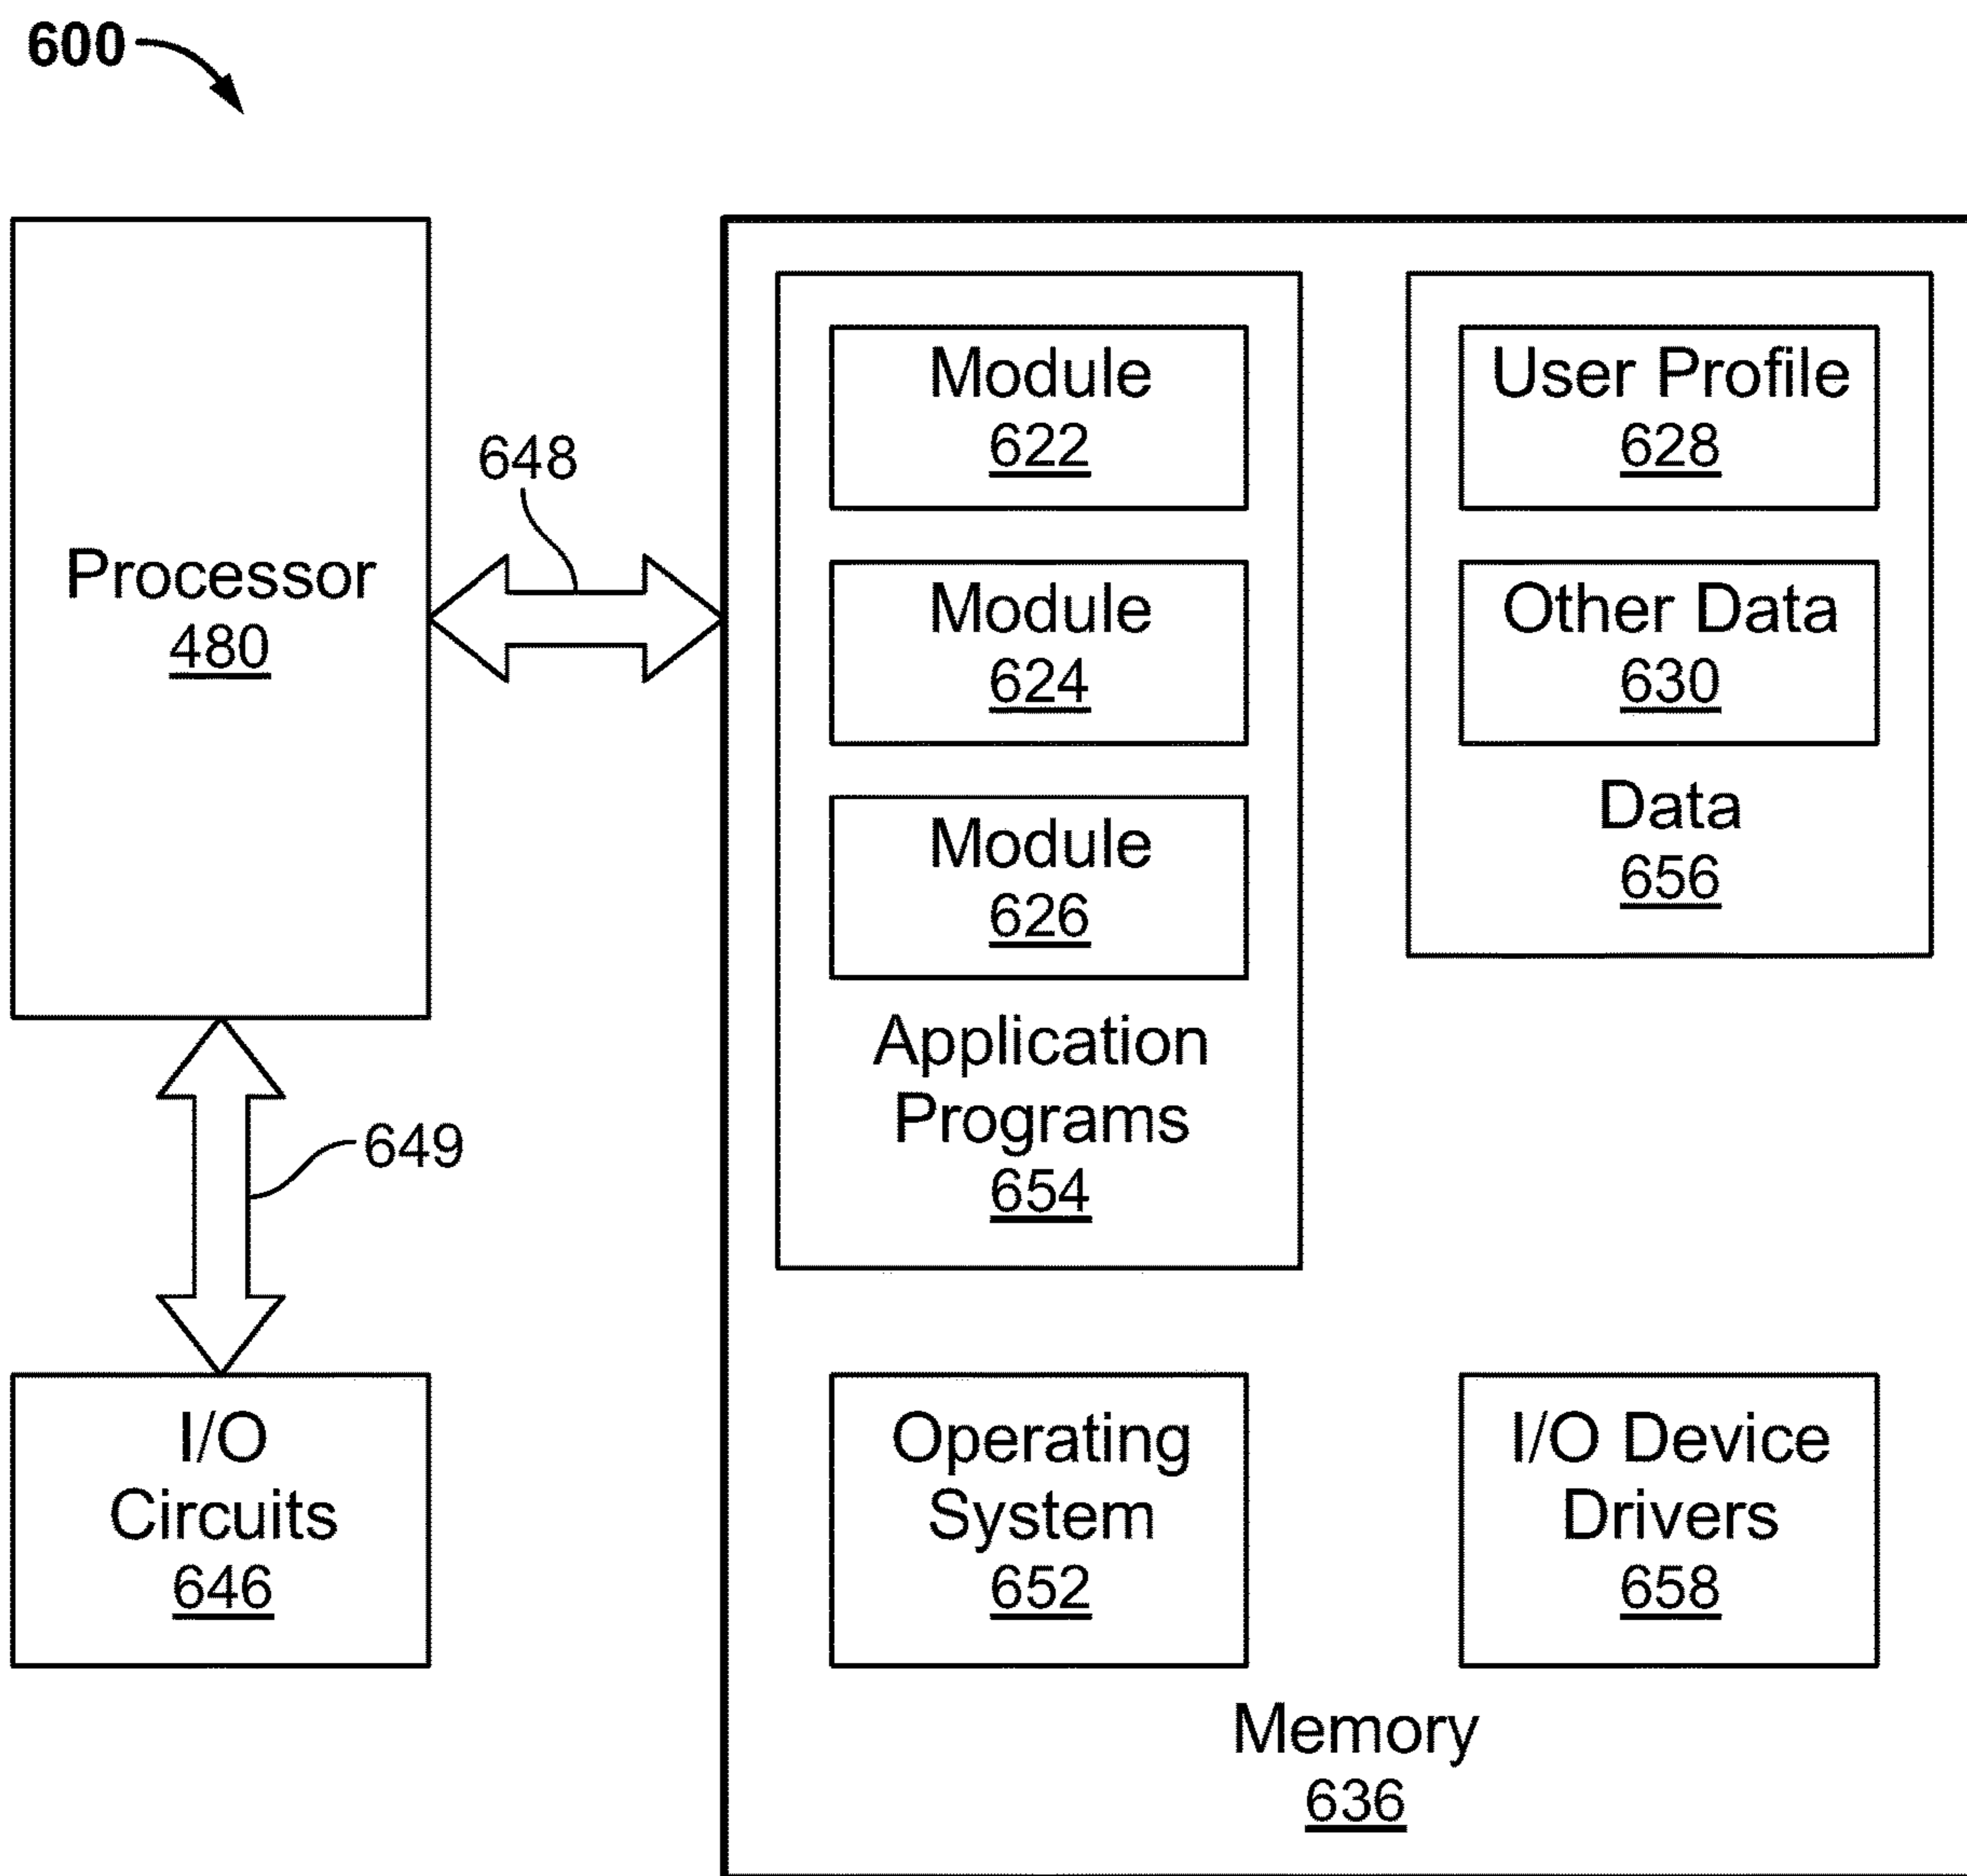 600
Processor
480
648
649
I/O
Circuits
646
Module
622
Module
624
Module
626
Application
Programs
654
User Profile
628
Other Data
630
Data
656
Operating
System
652
I/O Device
Drivers
658
Memory
636